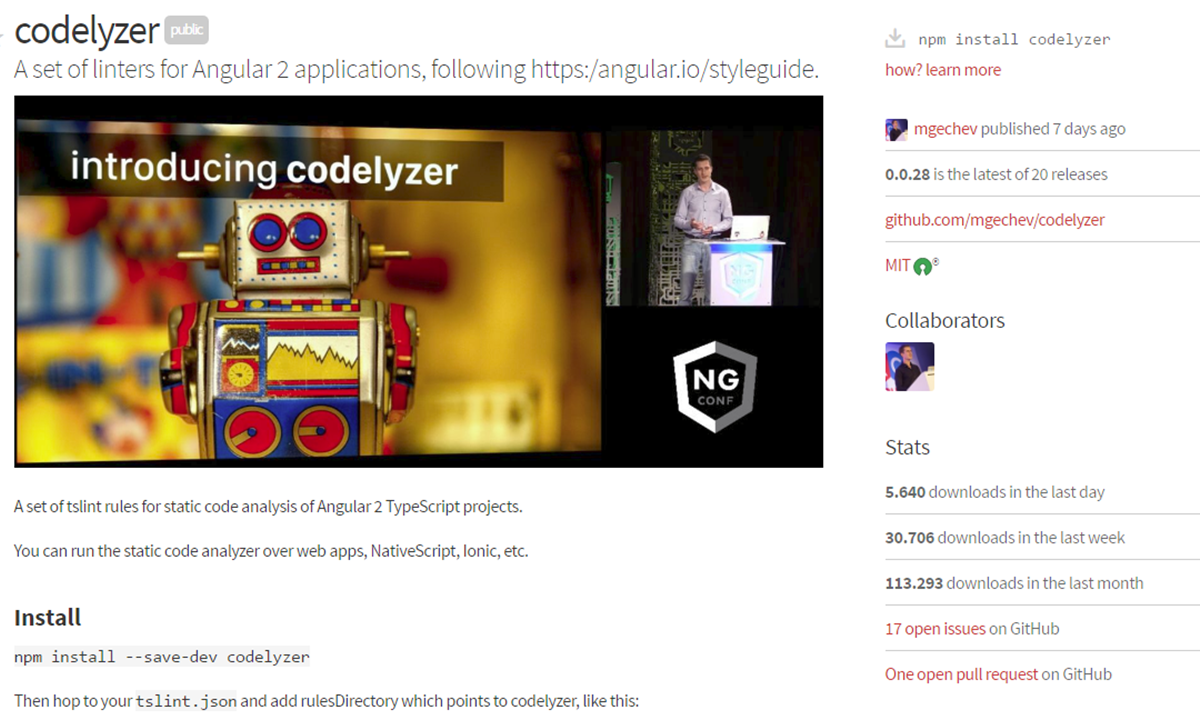 codelyzer public
A set of linters for Angular 2 applications, following https:/angular.io/styleguide.
introducing codelyzer
NG
NG
CONF
A set of tslint rules for static code analysis of Angular 2 TypeScript projects.
You can run the static code analyzer over web apps, NativeScript, Ionic, etc.
Install
npm install --save-dev codelyzer
Then hop to your tslint.json and add rulesDirectory which points to codelyzer, like this:
npm install codelyzer
how? learn more
mgechev published 7 days ago
0.0.28 is the latest of 20 releases
github.com/mgechev/codelyzer
MIT ®
Collaborators
Stats
5.640 downloads in the last day
30.706 downloads in the last week
113.293 downloads in the last month
17 open issues on GitHub
One open pull request on GitHub